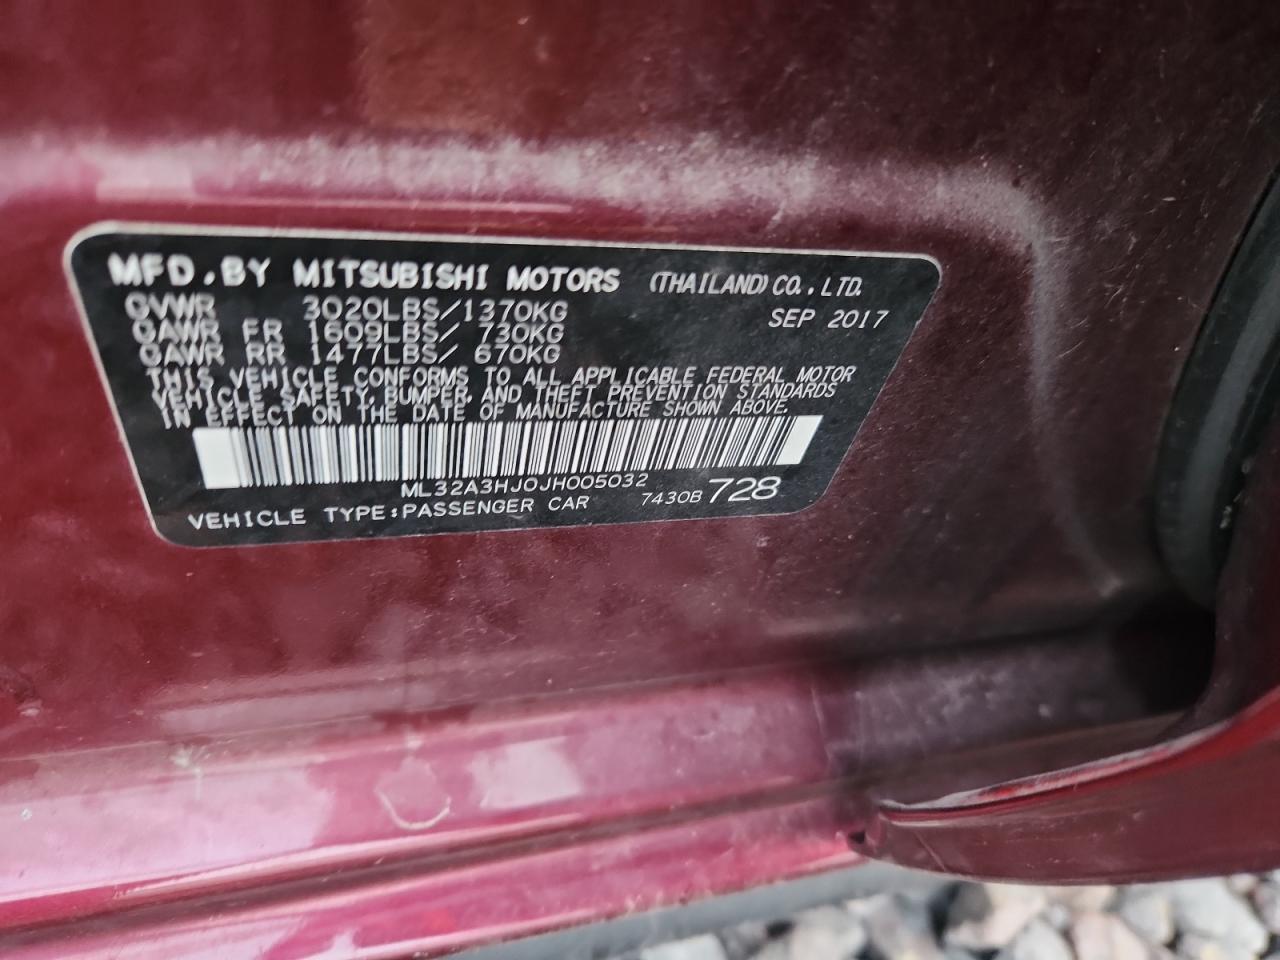 MFD. BY MITSUBISHI MOTORS (THAILAND) CO., LTD.
GVWR 3020LBS/1370KG SEP 2017
GAWR FR 1609LBS/ 730KG
GAWR RR 1477LBS/ 670KG
THIS VEHICLE CONFORMS TO ALL APPLICABLE FEDERAL MOTOR
VEHICLE SAFETY, BUMPER, AND THEFT PREVENTION STANDARDS
IN EFFECT ON THE DATE OF MANUFACTURE SHOWN ABOVE.
ML32A3HJ0JH005032
VEHICLE TYPE:PASSENGER CAR 7430B 728